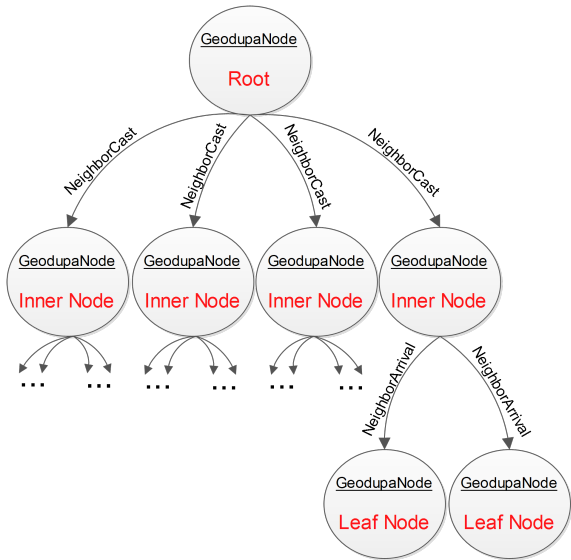 GeodupaNode
Root
NeighborCast
NeighborCast
NeighborCast
NeighborCast
GeodupaNode
Inner Node
GeodupaNode
Inner Node
GeodupaNode
Inner Node
GeodupaNode
Inner Node
... ...
... ...
... ...
NeighborArrival
NeighborArrival
GeodupaNode
Leaf Node
GeodupaNode
Leaf Node